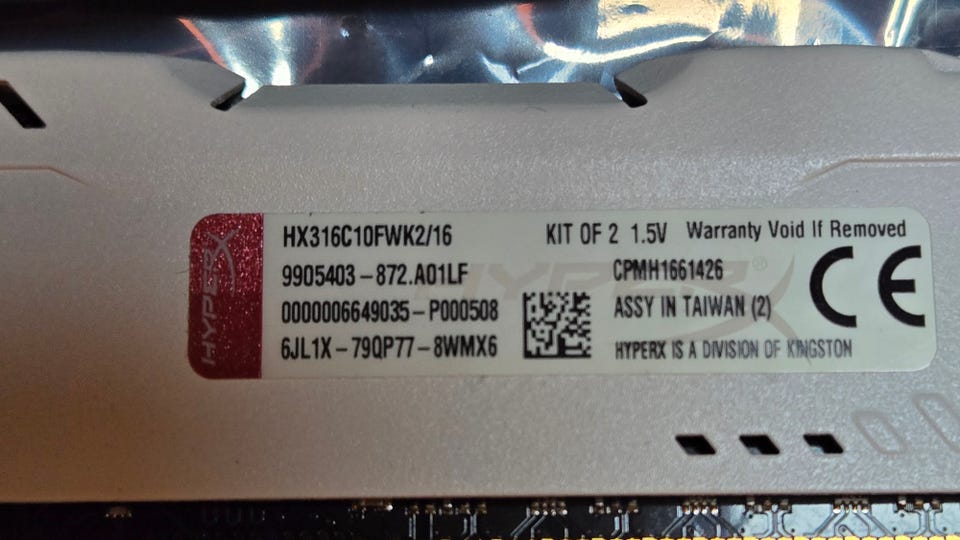 HYPERX
HX316C10FWK2/16 KIT OF 2 1.5V Warranty Void If Removed
9905403-872.A01LF CPMH1661426
0000006649035-P000508 ASSY IN TAIWAN (2)
6JL1X-79QP77-8WMX6 HYPERX IS A DIVISION OF KINGSTON
HYPERX®
CE